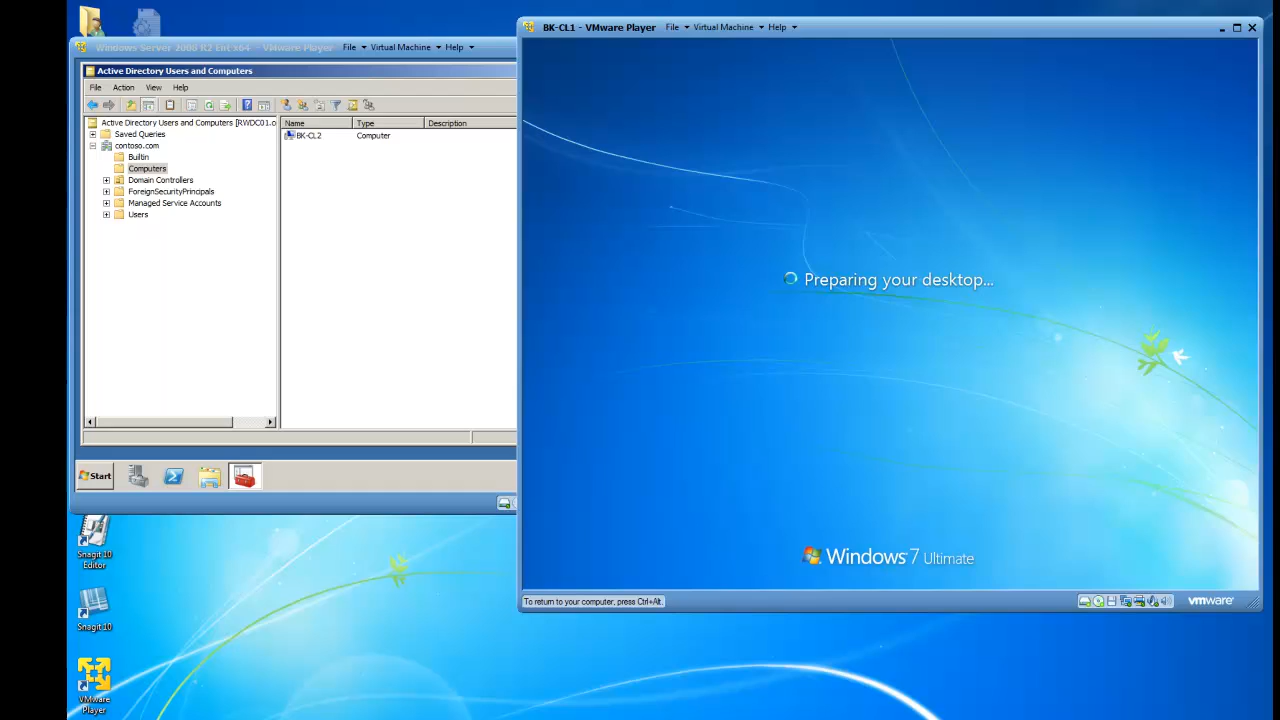 Windows Server 2008 R2 Ent x64 - VMware Player File Virtual Machine Help
Active Directory Users and Computers
File Action View Help
Active Directory Users and Computers [RWDC01.c
Saved Queries
contoso.com
Builtin
Computers
Domain Controllers
ForeignSecurityPrincipals
Managed Service Accounts
Users
Name Type Description
BK-CL2 Computer
Start
Snagit 10
Editor
Snagit 10
VMware
Player
BK-CL1 - VMware Player File Virtual Machine Help
Preparing your desktop...
Windows 7 Ultimate
To return to your computer, press Ctrl+Alt.
vmware